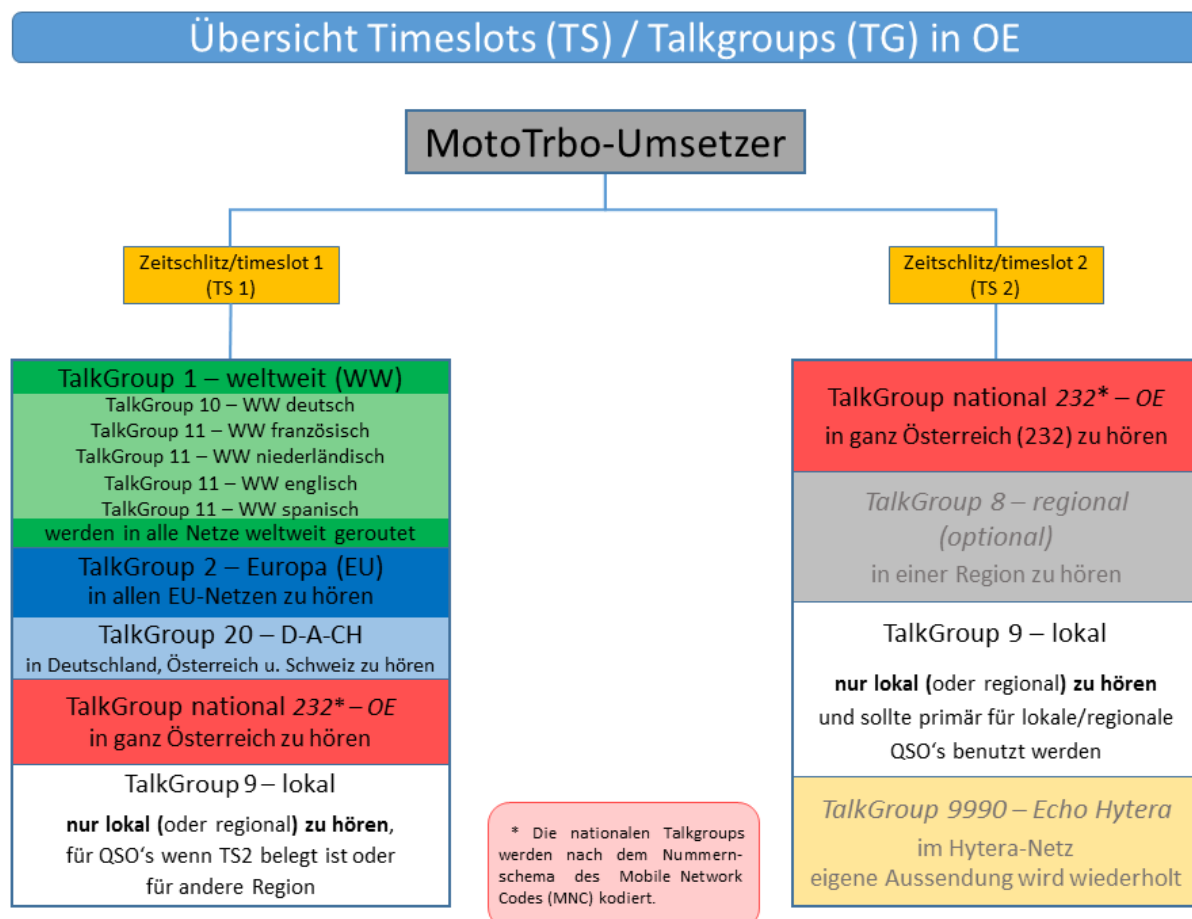 Übersicht Timeslots (TS) / Talkgroups (TG) in OE
MotoTrbo-Umsetzer
Zeitschlitz/timeslot 1
(TS 1)
Zeitschlitz/timeslot 2
(TS 2)
TalkGroup 1 – weltweit (WW)
TalkGroup 10 – WW deutsch
TalkGroup 11 – WW französisch
TalkGroup 11 – WW niederländisch
TalkGroup 11 – WW englisch
TalkGroup 11 – WW spanisch
werden in alle Netze weltweit geroutet
TalkGroup 2 – Europa (EU)
in allen EU-Netzen zu hören
TalkGroup 20 – D-A-CH
in Deutschland, Österreich u. Schweiz zu hören
TalkGroup national 232* – OE
in ganz Österreich zu hören
TalkGroup 9 – lokal
nur lokal (oder regional) zu hören,
für QSO‘s wenn TS2 belegt ist oder
für andere Region
TalkGroup national 232* – OE
in ganz Österreich (232) zu hören
TalkGroup 8 – regional
(optional)
in einer Region zu hören
TalkGroup 9 – lokal
nur lokal (oder regional) zu hören
und sollte primär für lokale/regionale
QSO‘s benutzt werden
TalkGroup 9990 – Echo Hytera
im Hytera-Netz
eigene Aussendung wird wiederholt
* Die nationalen Talkgroups
werden nach dem Nummern-
schema des Mobile Network
Codes (MNC) kodiert.